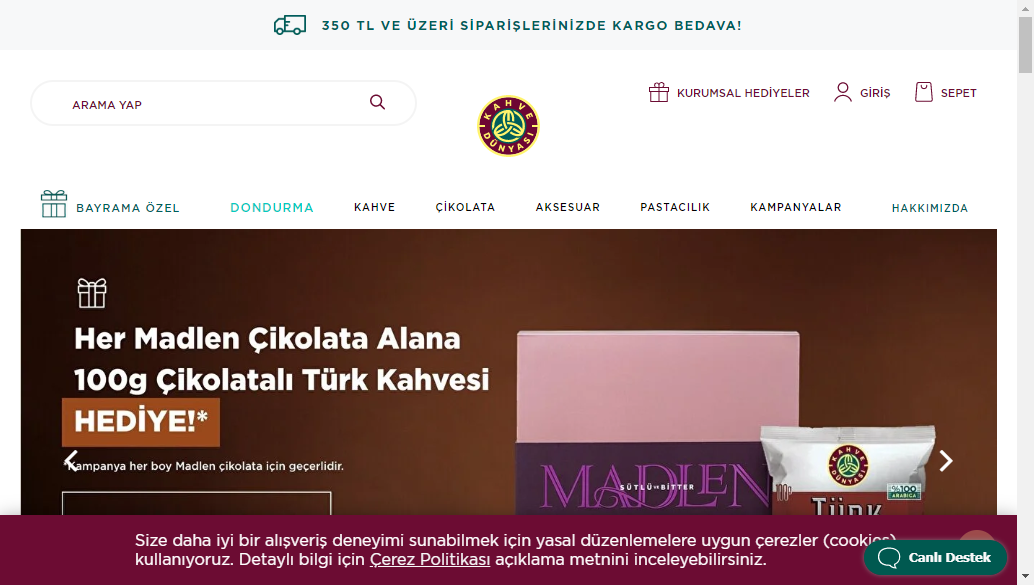 350 TL VE ÜZERİ SİPARİŞLERİNİZDE KARGO BEDAVA!
ARAMA YAP
KURUMSAL HEDİYELER
GİRİŞ
SEPET
KAHVE DÜNYASI
BAYRAMA ÖZEL
DONDURMA
KAHVE
ÇİKOLATA
AKSESUAR
PASTACILIK
KAMPANYALAR
HAKKIMIZDA
Her Madlen Çikolata Alana
100g Çikolatalı Türk Kahvesi
HEDİYE!*
*Kampanya her boy Madlen çikolata için geçerlidir.
MADLEN
SÜTLÜ VE BİTTER
KAHVE DÜNYASI
%100
ARABICA
Türk
Size daha iyi bir alışveriş deneyimi sunabilmek için yasal düzenlemelere uygun çerezler (cookies)
kullanıyoruz. Detaylı bilgi için Çerez Politikası açıklama metnini inceleyebilirsiniz.
Canlı Destek